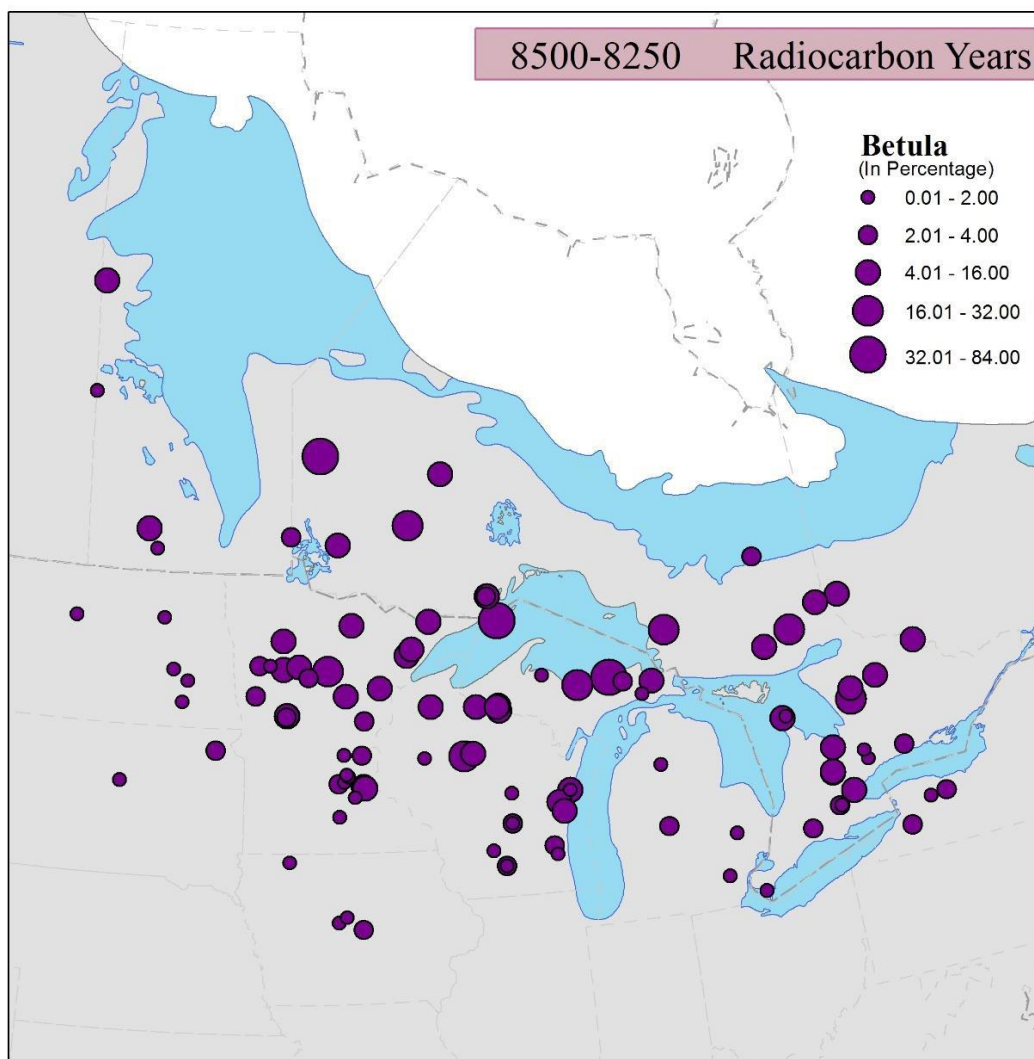 8500-8250 Radiocarbon Years
Betula
(In Percentage)
0.01 - 2.00
2.01 - 4.00
4.01 - 16.00
16.01 - 32.00
32.01 - 84.00